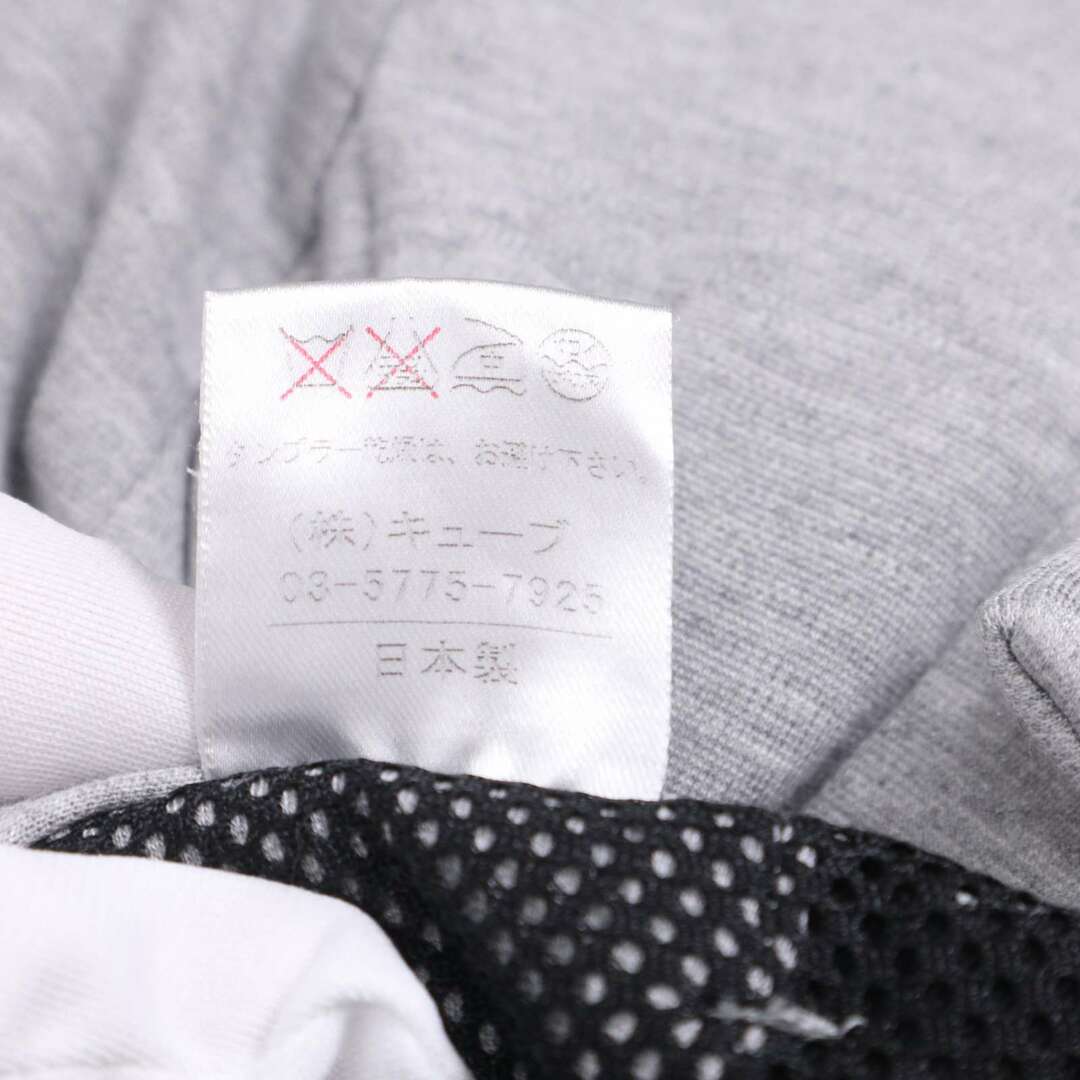 タンブラー乾燥は、お避け下さい。
(株)キューブ
03-5775-7925
日本製